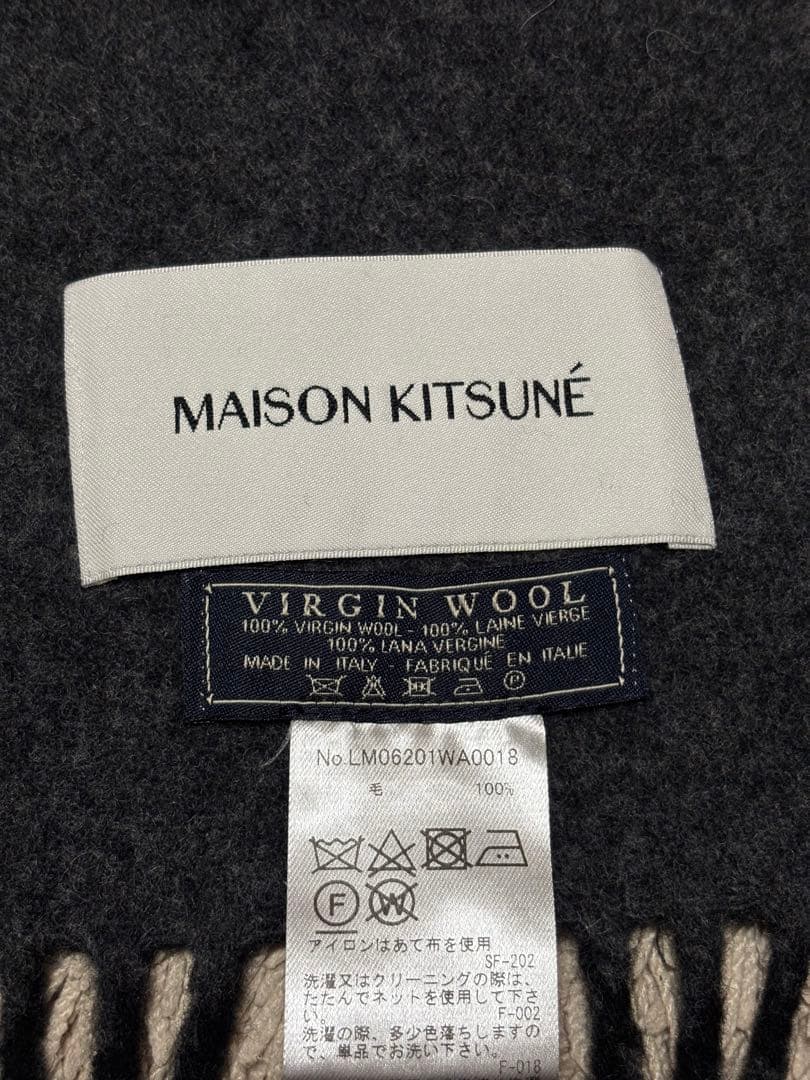 MAISON KITSUNÉ
VIRGIN WOOL
100% VIRGIN WOOL - 100% LAINE VIERGE
100% LANA VERGINE
MADE IN ITALY - FABRIQUÉ EN ITALIE
P
No.LM06201WA0018
毛 100%
F W
アイロンはあて布を使用
SF-202
洗濯又はクリーニングの際は、
たたんでネットを使用して下さ
い。 F-002
洗濯の際、多少色落ちしますの
で、単品でお洗い下さい。
F-018